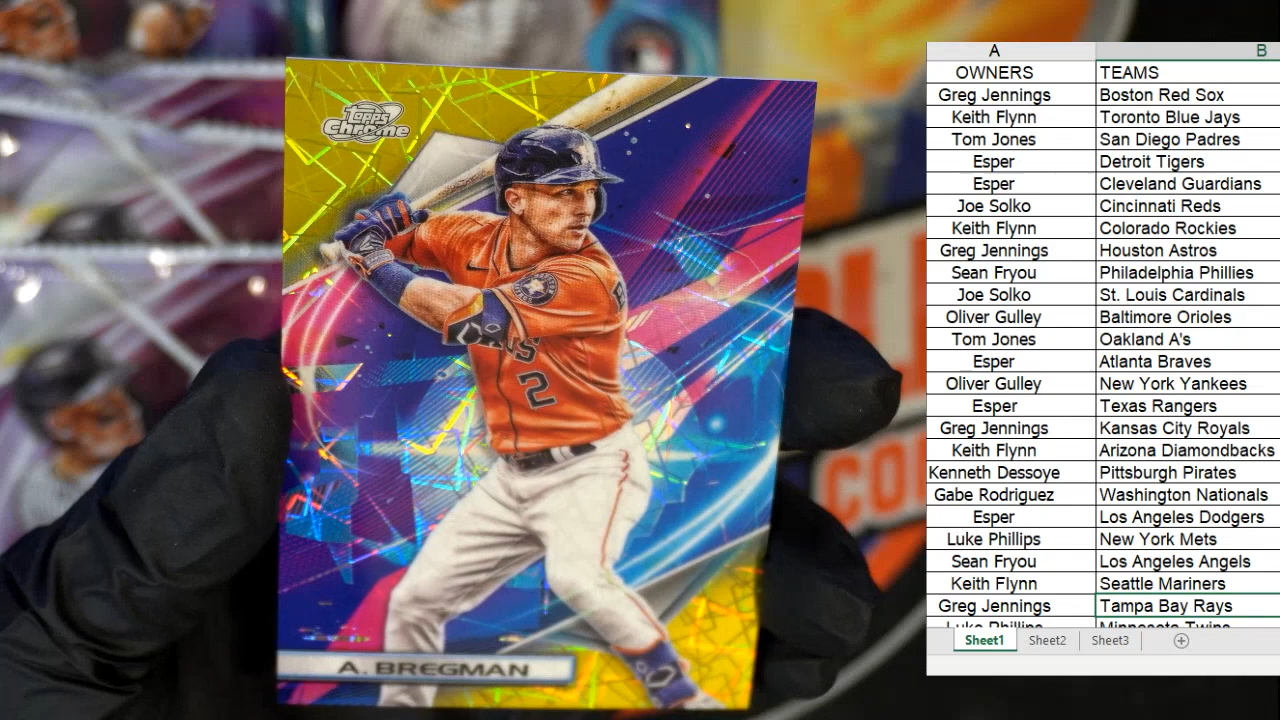 Topps
Chrome
2
A. BREGMAN
A B
OWNERS TEAMS
Greg Jennings Boston Red Sox
Keith Flynn Toronto Blue Jays
Tom Jones San Diego Padres
Esper Detroit Tigers
Esper Cleveland Guardians
Joe Solko Cincinnati Reds
Keith Flynn Colorado Rockies
Greg Jennings Houston Astros
Sean Fryou Philadelphia Phillies
Joe Solko St. Louis Cardinals
Oliver Gulley Baltimore Orioles
Tom Jones Oakland A's
Esper Atlanta Braves
Oliver Gulley New York Yankees
Esper Texas Rangers
Greg Jennings Kansas City Royals
Keith Flynn Arizona Diamondbacks
Kenneth Dessoye Pittsburgh Pirates
Gabe Rodriguez Washington Nationals
Esper Los Angeles Dodgers
Luke Phillips New York Mets
Sean Fryou Los Angeles Angels
Keith Flynn Seattle Mariners
Greg Jennings Tampa Bay Rays
Luke Phillips Minnesota Twins
Sheet1 Sheet2 Sheet3